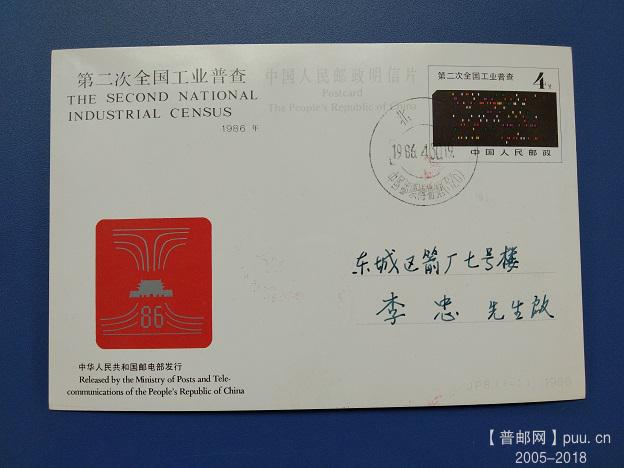 第二次全国工业普查
THE SECOND NATIONAL
INDUSTRIAL CENSUS
1986 年
中国人民邮政明信片
Postcard
The People's Republic of China
第二次全国工业普查
4分
中国人民邮政
北
1986.4.
东城区箭厂七号楼
李忠 先生啟
86
中华人民共和国邮电部发行
Released by the Ministry of Posts and Tele-
communications of the People's Republic of China
JP8.(1-1) 1986
【普邮网】puu.cn
2005-2018